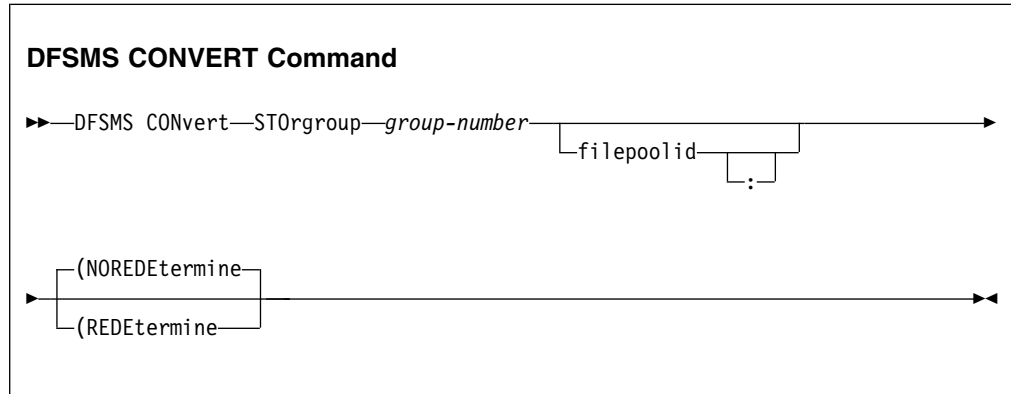 DFSMS CONVERT Command
DFSMS CONvert STOrgroup group-number
filepoolid
:
(NOREDEtermine
(REDEtermine